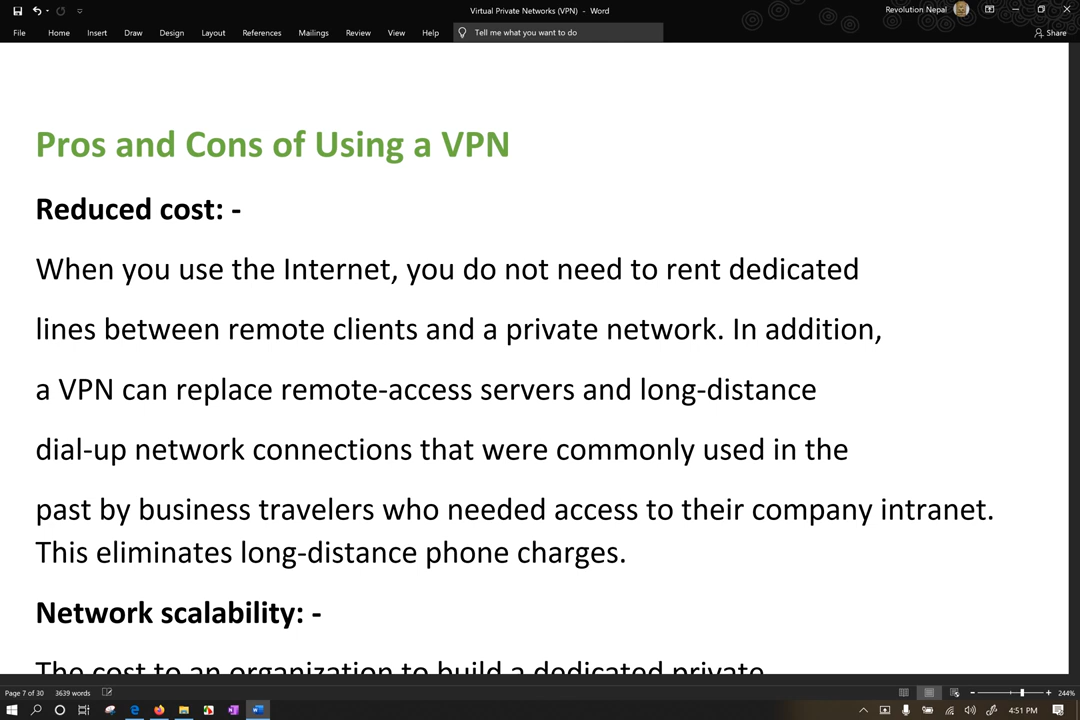 Virtual Private Networks (VPN) - Word
Revolution Nepal
File Home Insert Draw Design Layout References Mailings Review View Help Tell me what you want to do Share
Pros and Cons of Using a VPN
Reduced cost: -
When you use the Internet, you do not need to rent dedicated
lines between remote clients and a private network. In addition,
a VPN can replace remote-access servers and long-distance
dial-up network connections that were commonly used in the
past by business travelers who needed access to their company intranet.
This eliminates long-distance phone charges.
Network scalability: -
The cost to an organization to build a dedicated private
Page 7 of 30 3639 words 244%
4:51 PM